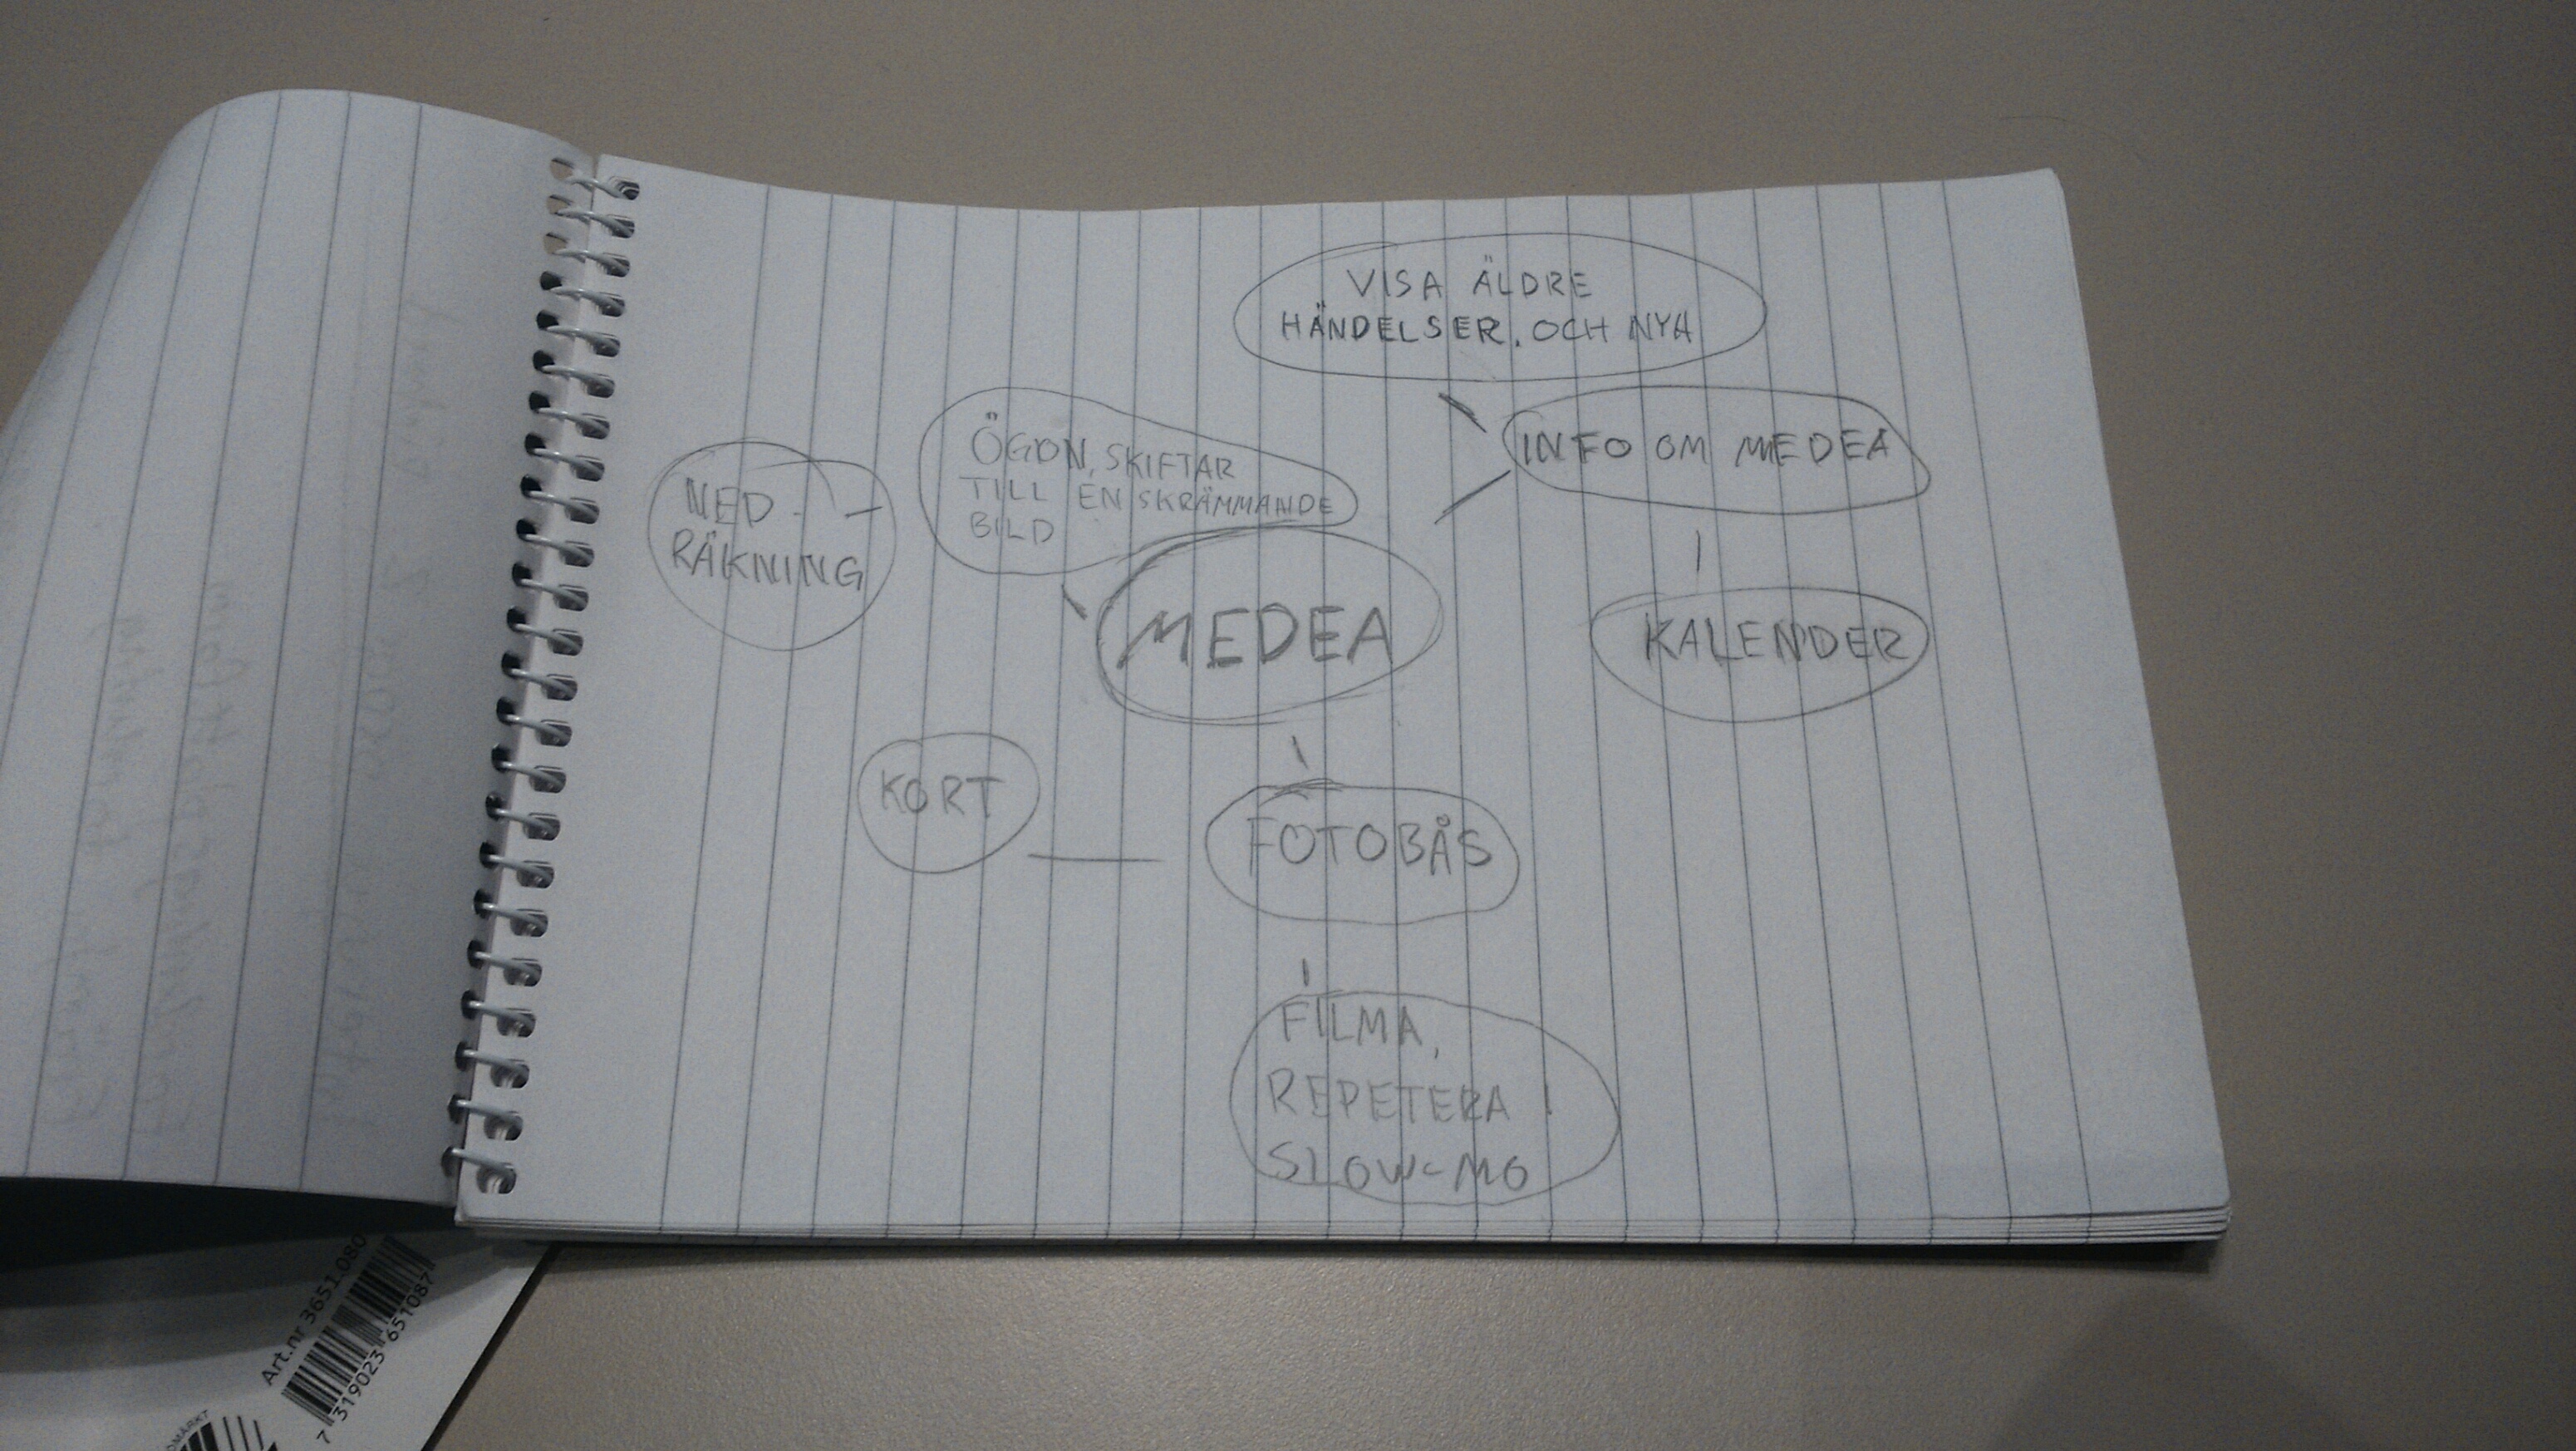 VISA ÄLDRE
HÄNDELSER. OCH NYA
INFO OM MEDEA
ÖGON, SKIFTAR
TILL EN SKRÄMMANDE
BILD
NED-
RÄKNING
MEDEA
KALENDER
KORT
FOTOBÅS
FILMA,
REPETERA
SLOW-MO
Art.nr 3651.080
7 319023 651087